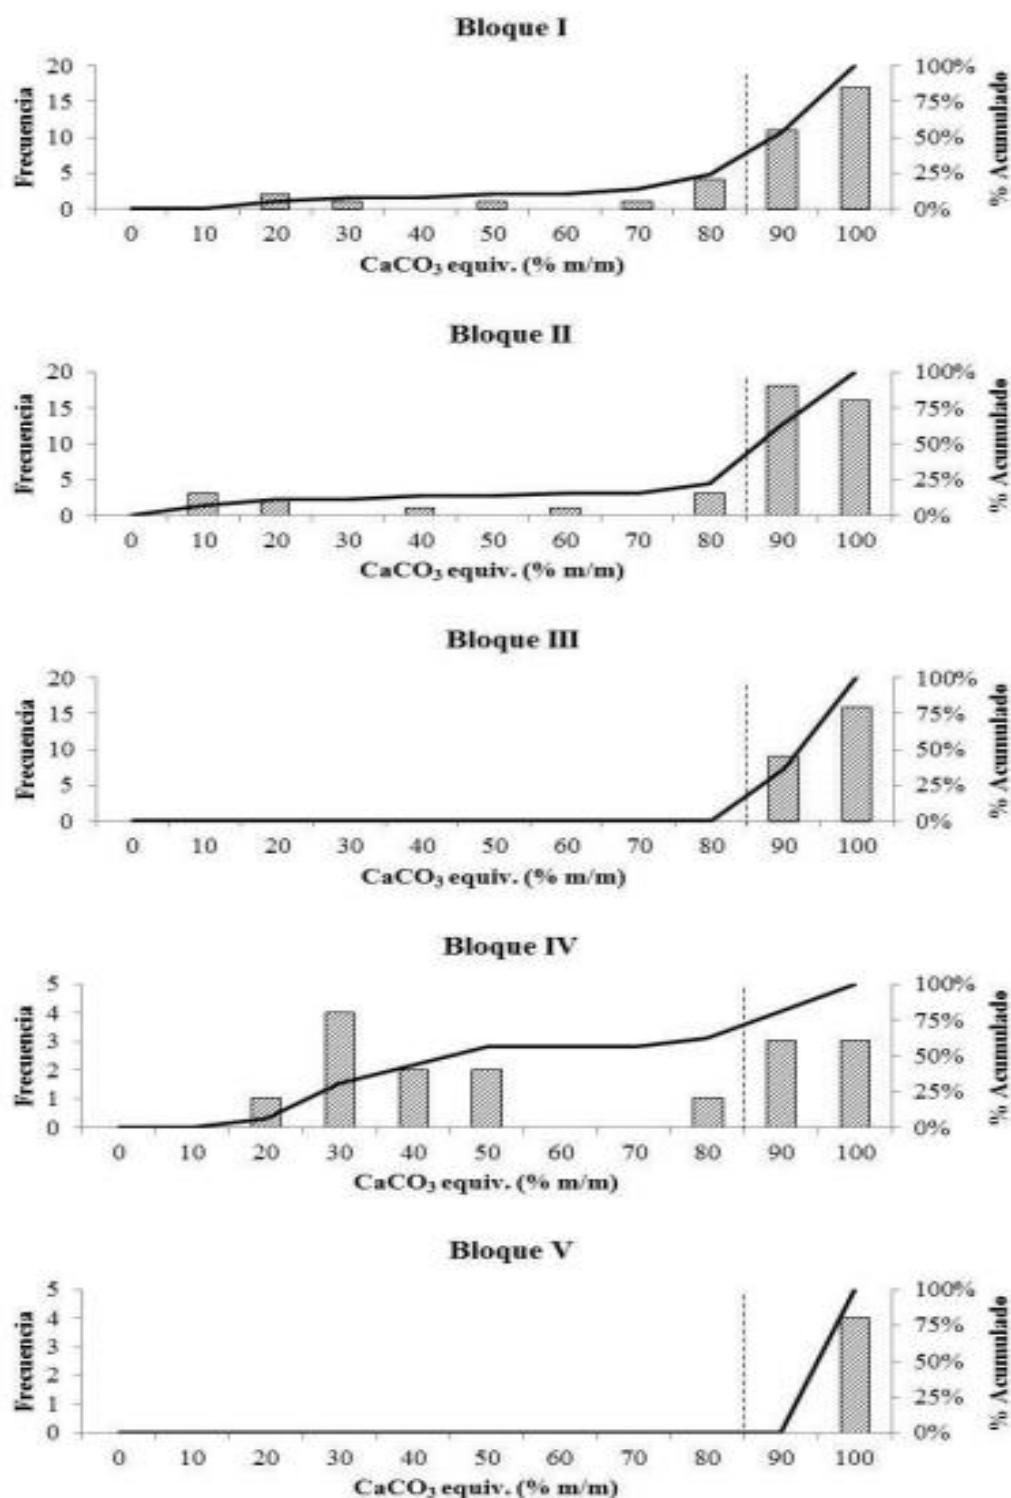 Bloque I
Frecuencia
20
15
10
5
0
100%
75%
50%
25%
0%
% Acumulado
0 10 20 30 40 50 60 70 80 90 100
CaCO₃ equiv. (% m/m)
Bloque II
Frecuencia
20
15
10
5
0
100%
75%
50%
25%
0%
% Acumulado
0 10 20 30 40 50 60 70 80 90 100
CaCO₃ equiv. (% m/m)
Bloque III
Frecuencia
20
15
10
5
0
100%
75%
50%
25%
0%
% Acumulado
0 10 20 30 40 50 60 70 80 90 100
CaCO₃ equiv. (% m/m)
Bloque IV
Frecuencia
5
4
3
2
1
0
100%
75%
50%
25%
0%
% Acumulado
0 10 20 30 40 50 60 70 80 90 100
CaCO₃ equiv. (% m/m)
Bloque V
Frecuencia
5
4
3
2
1
0
100%
75%
50%
25%
0%
% Acumulado
0 10 20 30 40 50 60 70 80 90 100
CaCO₃ equiv. (% m/m)